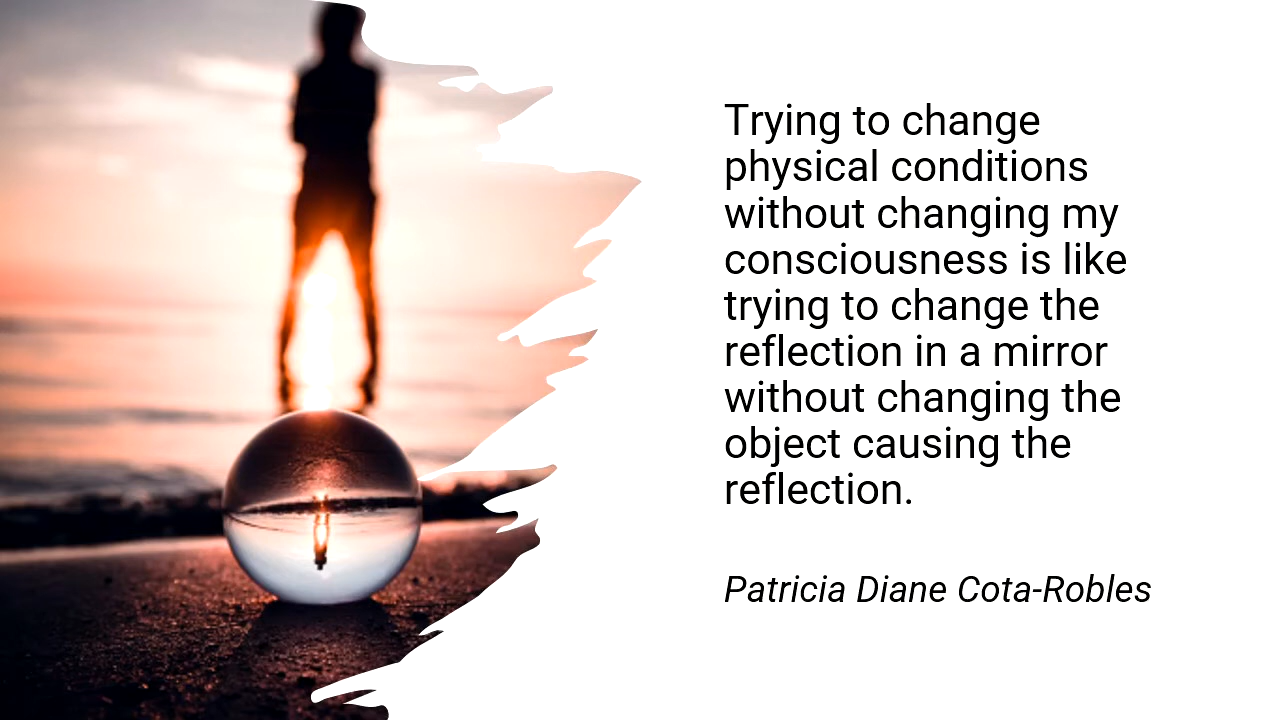 Trying to change
physical conditions
without changing my
consciousness is like
trying to change the
reflection in a mirror
without changing the
object causing the
reflection.
Patricia Diane Cota-Robles